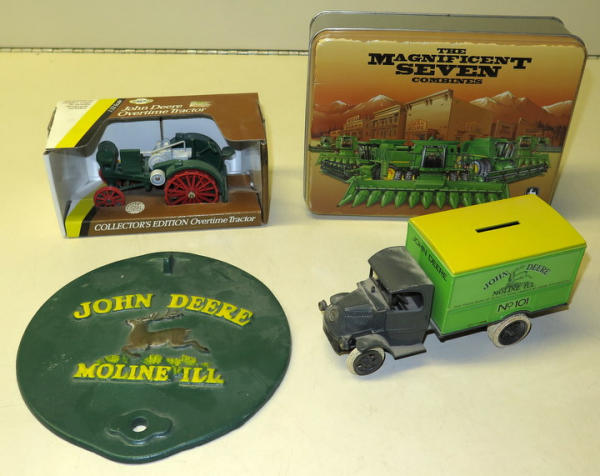 John Deere
Overtime Tractor
COLLECTOR'S EDITION Overtime Tractor
THE
MAGNIFICENT
SEVEN
COMBINES
JOHN DEERE
MOLINE ILL
JOHN DEERE
JOHN DEERE
MOLINE ILL
No 101